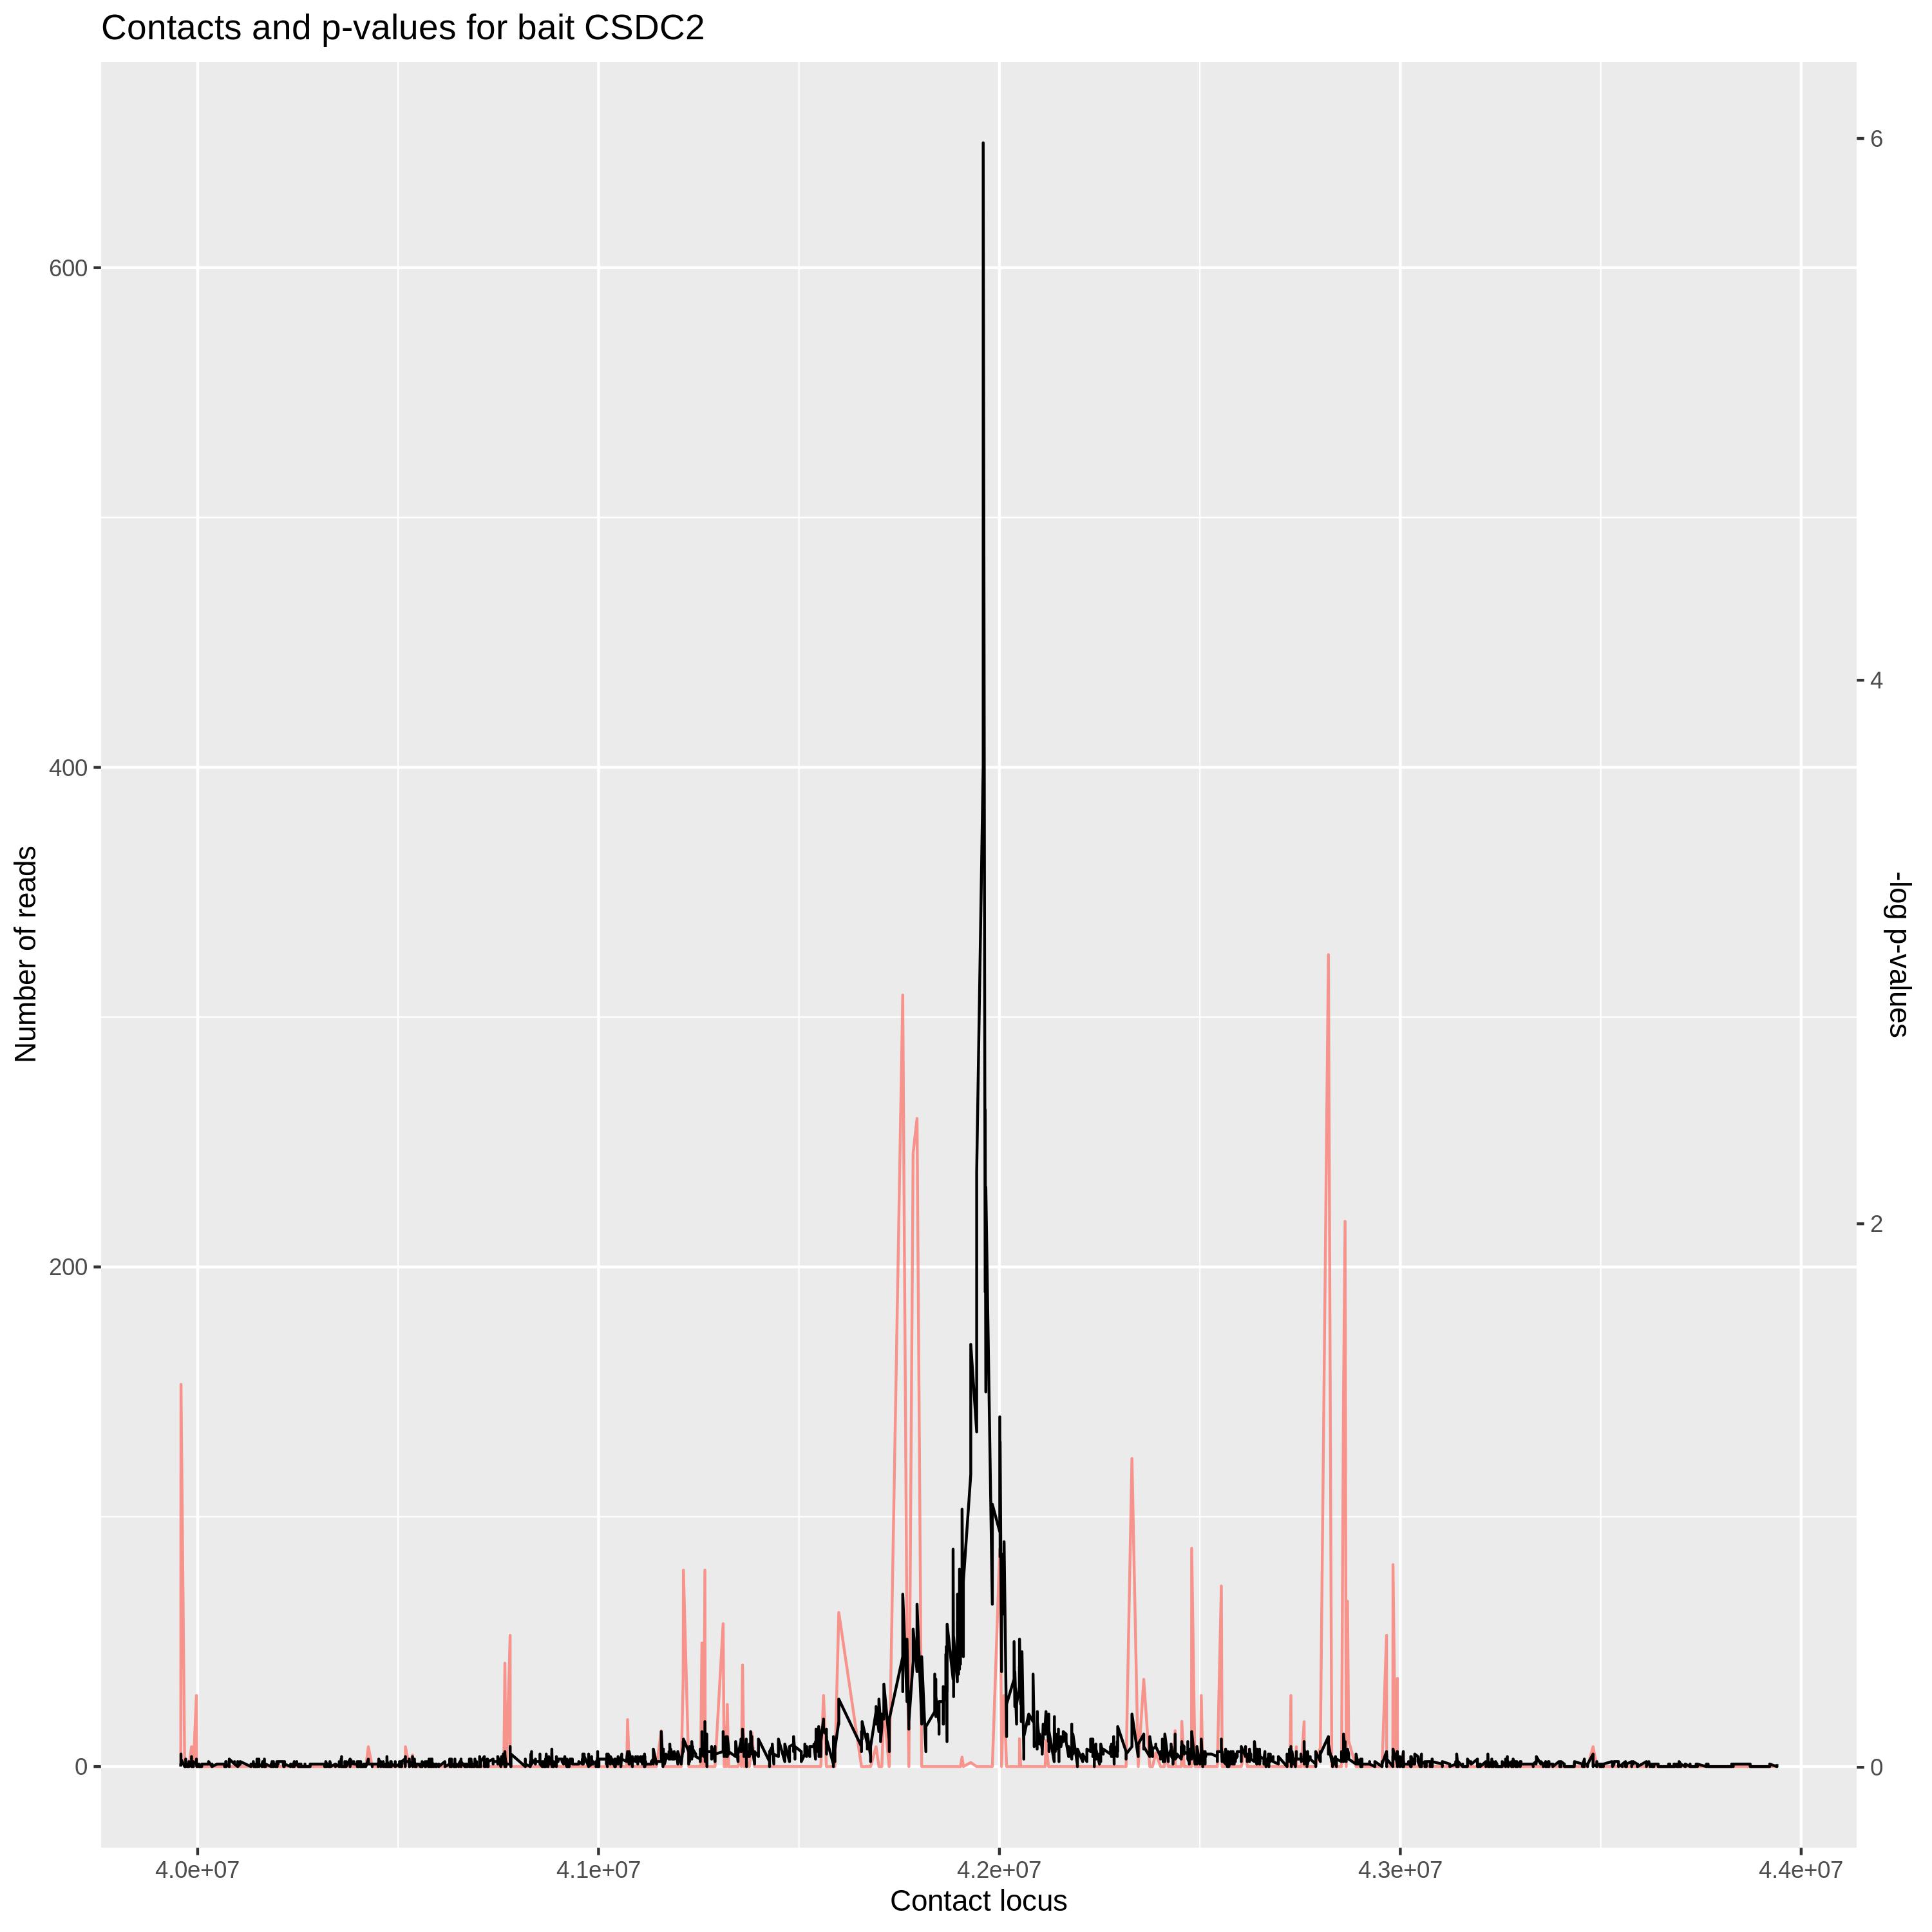 Contacts and p-values for bait CSDC2
600
400
200
0
Number of reads
6
4
2
0
-log p-values
4.0e+07
4.1e+07
4.2e+07
4.3e+07
4.4e+07
Contact locus